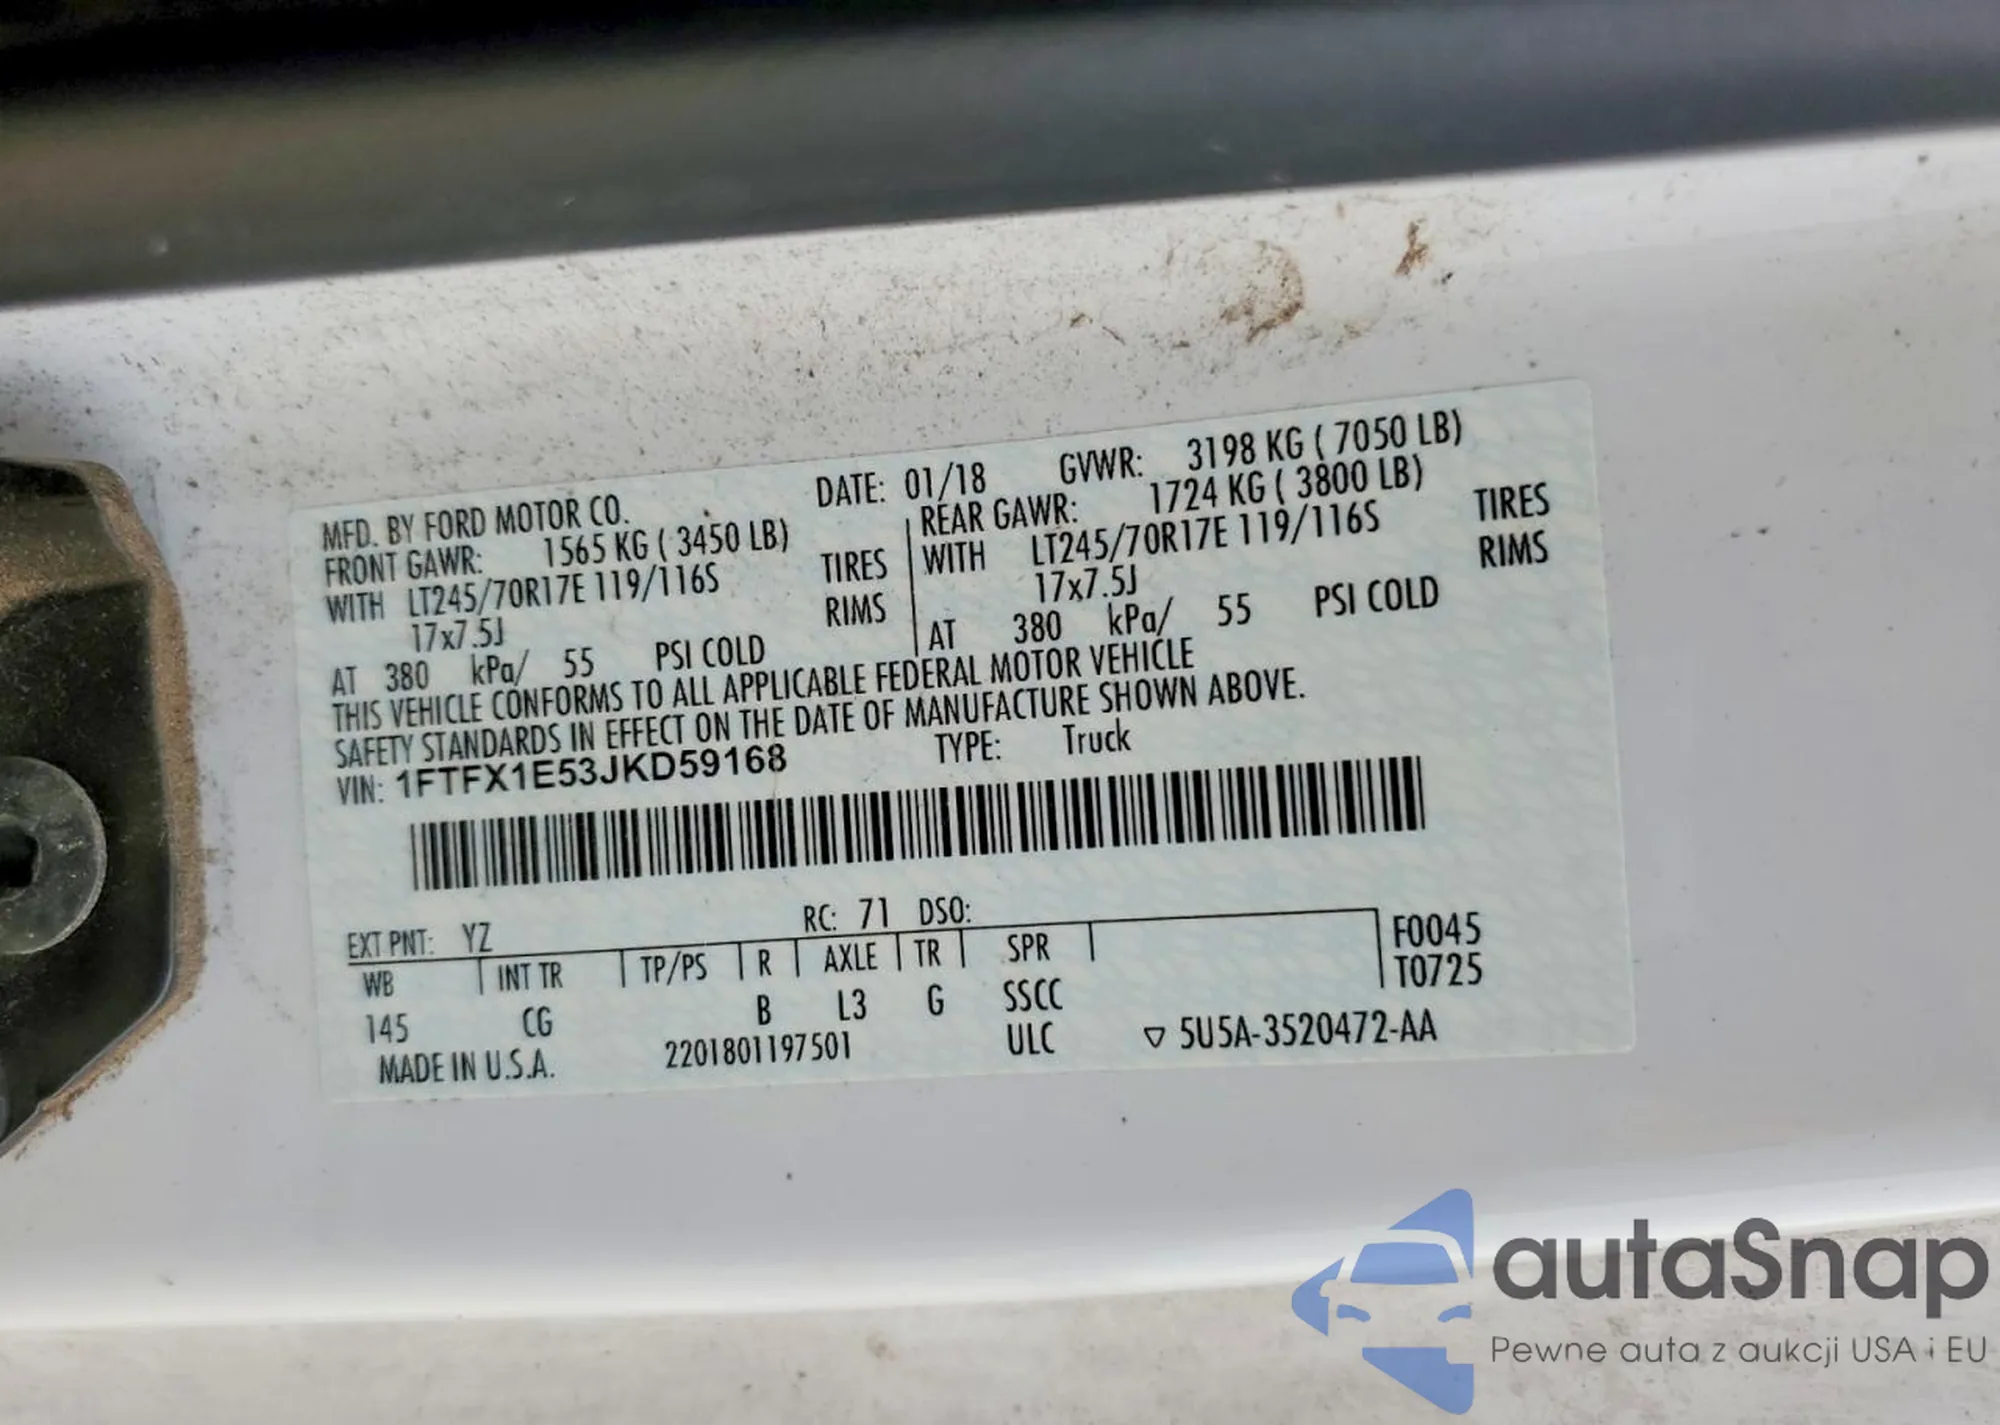 MFD. BY FORD MOTOR CO. DATE: 01/18 GVWR: 3198 KG ( 7050 LB)
FRONT GAWR: 1565 KG ( 3450 LB)
WITH LT245/70R17E 119/116S TIRES
17x7.5J RIMS
AT 380 kPa/ 55 PSI COLD
REAR GAWR: 1724 KG ( 3800 LB)
WITH LT245/70R17E 119/116S TIRES
17x7.5J RIMS
AT 380 kPa/ 55 PSI COLD
THIS VEHICLE CONFORMS TO ALL APPLICABLE FEDERAL MOTOR VEHICLE
SAFETY STANDARDS IN EFFECT ON THE DATE OF MANUFACTURE SHOWN ABOVE.
VIN: 1FTFX1E53JKD59168 TYPE: Truck
EXT PNT: YZ RC: 71 DSO:
WB INT TR TP/PS R AXLE TR SPR F0045
145 CG B L3 G SSCC T0725
MADE IN U.S.A. 2201801197501 ULC ▽ 5U5A-3520472-AA
autaSnap
Pewne auta z aukcji USA i EU